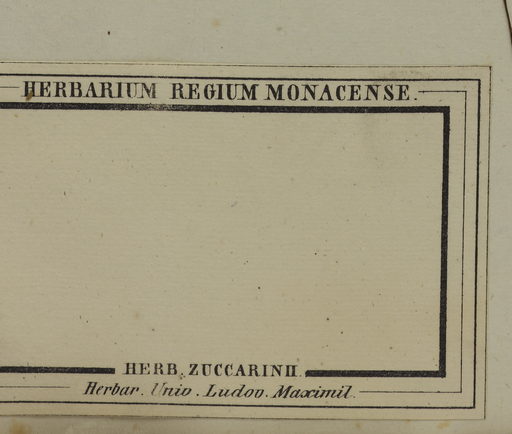 HERBARIUM REGIUM MONACENSE.
HERB. ZUCCARINII.
Herbar. Univ. Ludov. Maximil.